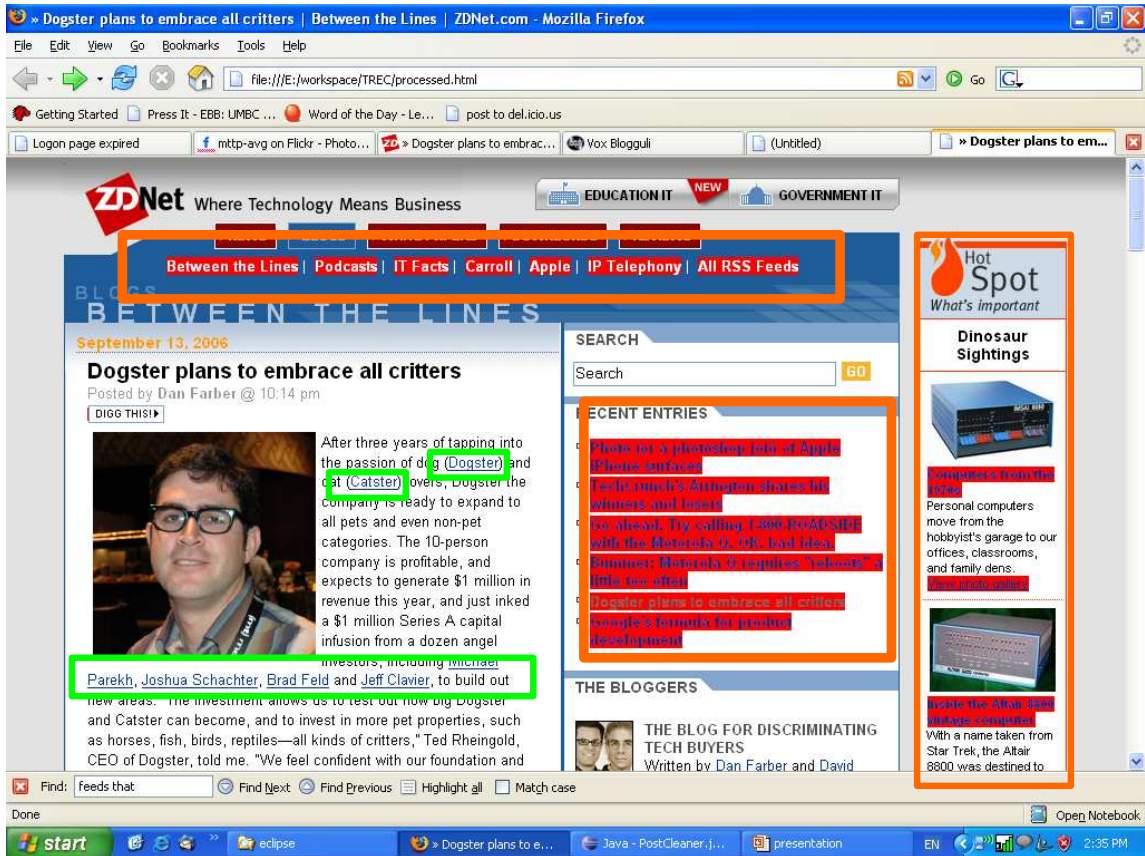 » Dogster plans to embrace all critters | Between the Lines | ZDNet.com - Mozilla Firefox
File Edit View Go Bookmarks Tools Help
file:///E:/workspace/TREC/processed.html
Go
G
Getting Started Press It - EBB: UMBC ... Word of the Day - Le... post to del.icio.us
Logon page expired mttp-avg on Flickr - Photo... » Dogster plans to embrac... Vox Blogguli (Untitled) » Dogster plans to em...
ZDNet Where Technology Means Business
EDUCATION IT NEW GOVERNMENT IT
Between the Lines | Podcasts | IT Facts | Carroll | Apple | IP Telephony | All RSS Feeds
BLOGS
BETWEEN THE LINES
September 13, 2006
Dogster plans to embrace all critters
Posted by Dan Farber @ 10:14 pm
DIGG THIS!
After three years of tapping into
the passion of dog (Dogster) and
cat (Catster) lovers, Dogster the
company is ready to expand to
all pets and even non-pet
categories. The 10-person
company is profitable, and
expects to generate $1 million in
revenue this year, and just inked
a $1 million Series A capital
infusion from a dozen angel
investors, including Michael
Parekh, Joshua Schachter, Brad Feld and Jeff Clavier, to build out
new areas. "The investment allows us to test out how big Dogster
and Catster can become, and to invest in more pet properties, such
as horses, fish, birds, reptiles—all kinds of critters," Ted Rheingold,
CEO of Dogster, told me. "We feel confident with our foundation and
SEARCH
Search GO
RECENT ENTRIES
Photo (or a photoshop job) of Apple
iPhone surfaces
TechCrunch's Arrington shares his
winners and losers
Go ahead. Try calling 1-800-ROADSIDE
with the Motorola Q. OK, bad idea.
Bummer: Motorola Q requires "reboots" a
little too often
Dogster plans to embrace all critters
Google's formula for product
development
THE BLOGGERS
THE BLOG FOR DISCRIMINATING
TECH BUYERS
Written by Dan Farber and David
Hot
Spot
What's important
Dinosaur
Sightings
Computers from the
1970s
Personal computers
move from the
hobbyist's garage to our
offices, classrooms,
and family dens.
View photo gallery
Inside the Altair 8800
vintage computer
With a name taken from
Star Trek, the Altair
8800 was destined to
Find: feeds that Find Next Find Previous Highlight all Match case
Done Open Notebook
start eclipse » Dogster plans to e... Java - PostCleaner.j... presentation EN 2:35 PM